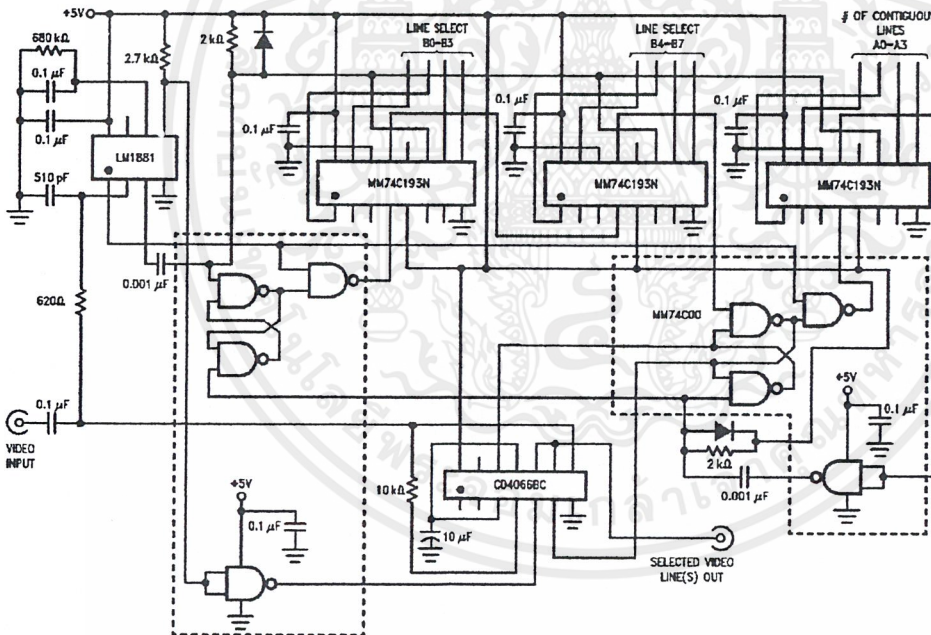 +5V
680 kΩ
0.1 μF
0.1 μF
510 pF
2.7 kΩ
LM1881
2 kΩ
LINE SELECT
B0-B3
0.1 μF
MM74C193N
LINE SELECT
B4-B7
0.1 μF
MM74C193N
# OF CONTIGUOUS
LINES
A0-A3
0.1 μF
MM74C193N
0.001 μF
620Ω
MM74C00
+5V
0.1 μF
0.1 μF
VIDEO
INPUT
2 kΩ
0.001 μF
10 kΩ
CD4066BC
10 μF
+5V
0.1 μF
SELECTED VIDEO
LINE(S) OUT